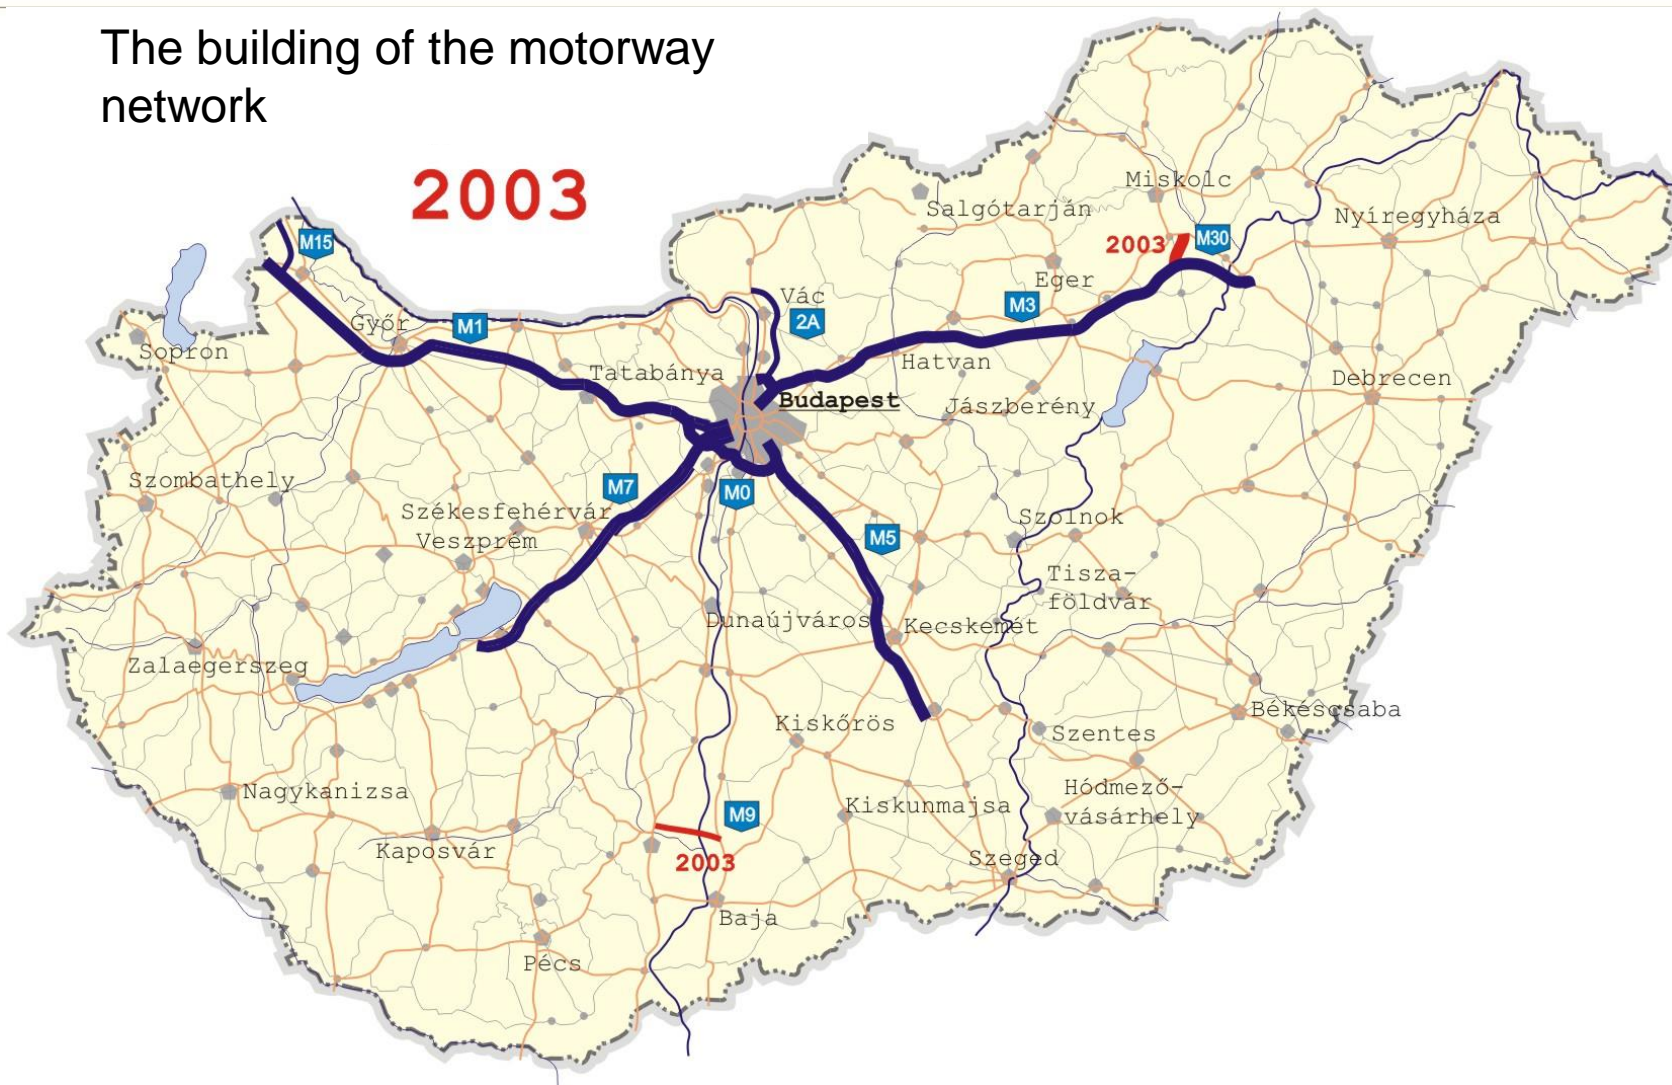 The building of the motorway
network
2003
Miskolc
Salgótarján
Nyíregyháza
M15
2003
M30
Eger
Vác
M3
Győr
M1
2A
Sopron
Hatvan
Tatabánya
Debrecen
Budapest
Jászberény
Szombathely
M7
M0
Székesfehérvár
Veszprém
Szolnok
M5
Tisza-
földvár
Dunaújváros
Kecskemét
Zalaegerszeg
Békéscsaba
Kiskőrös
Szentes
Nagykanizsa
Hódmező-
vásárhely
Kiskunmajsa
M9
Kaposvár
2003
Szeged
Baja
Pécs